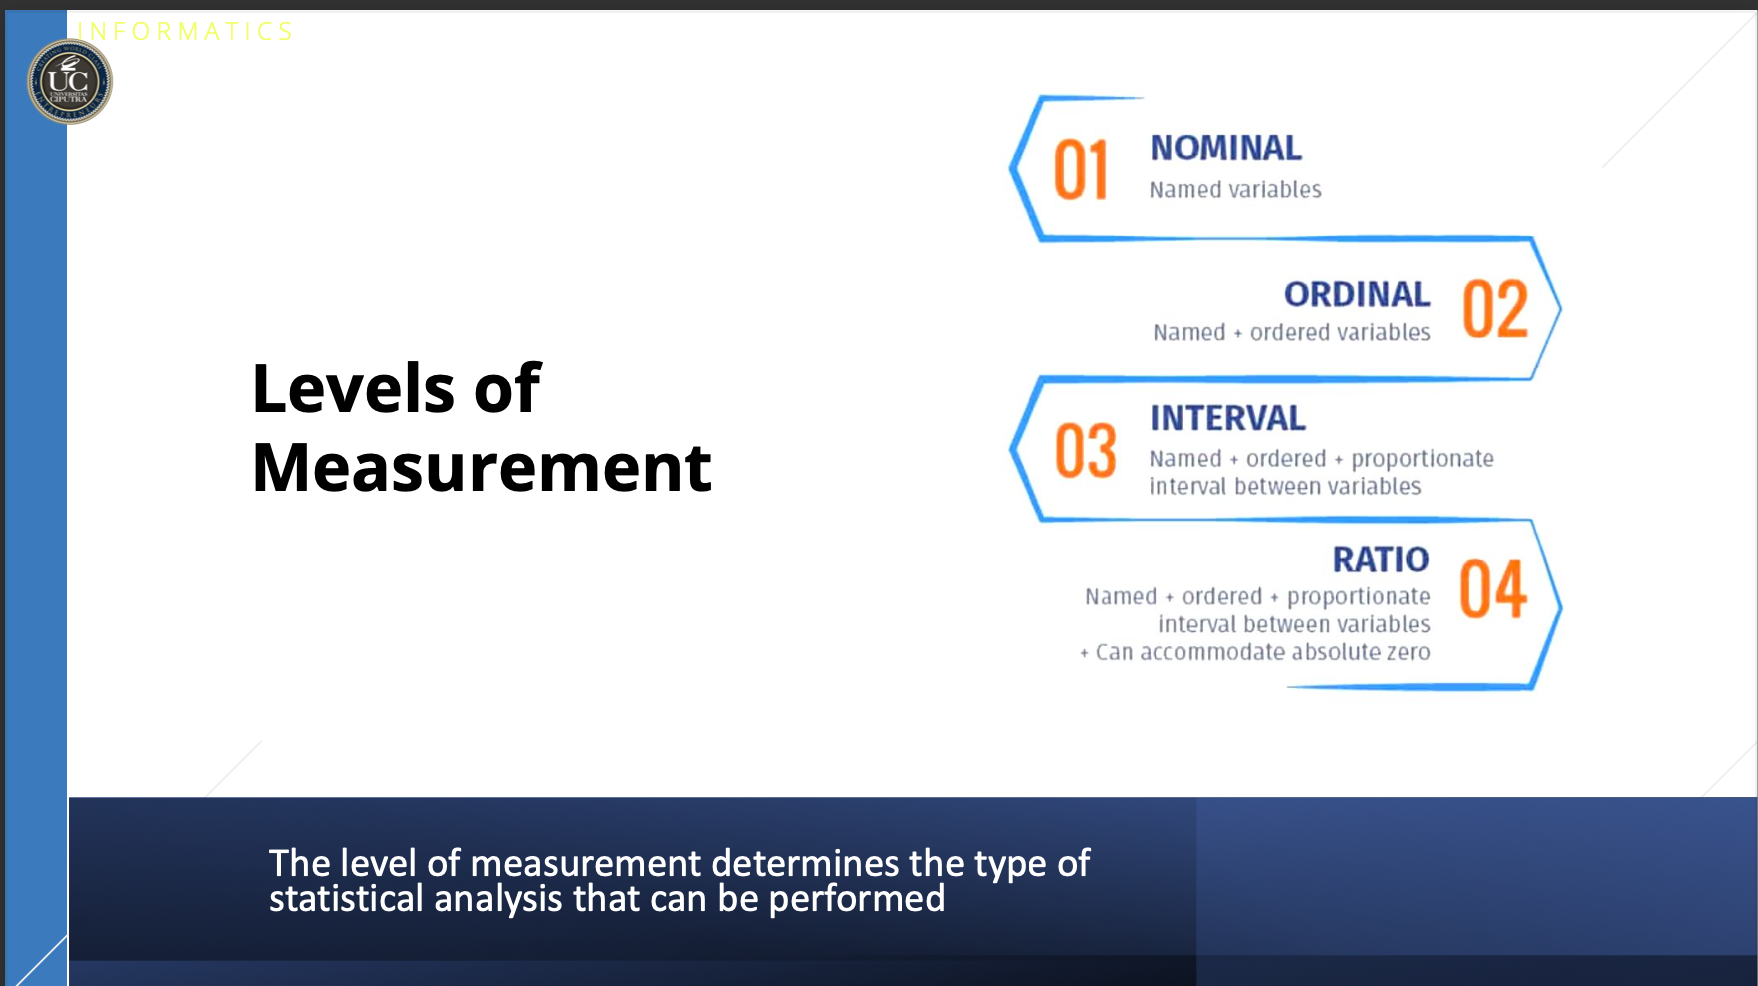 INFORMATICS
UC
UNIVERSITAS
CIPUTRA
Levels of
Measurement
01
NOMINAL
Named variables
ORDINAL
02
Named + ordered variables
03
INTERVAL
Named + ordered + proportionate
interval between variables
RATIO
04
Named + ordered + proportionate
interval between variables
+ Can accommodate absolute zero
The level of measurement determines the type of
statistical analysis that can be performed